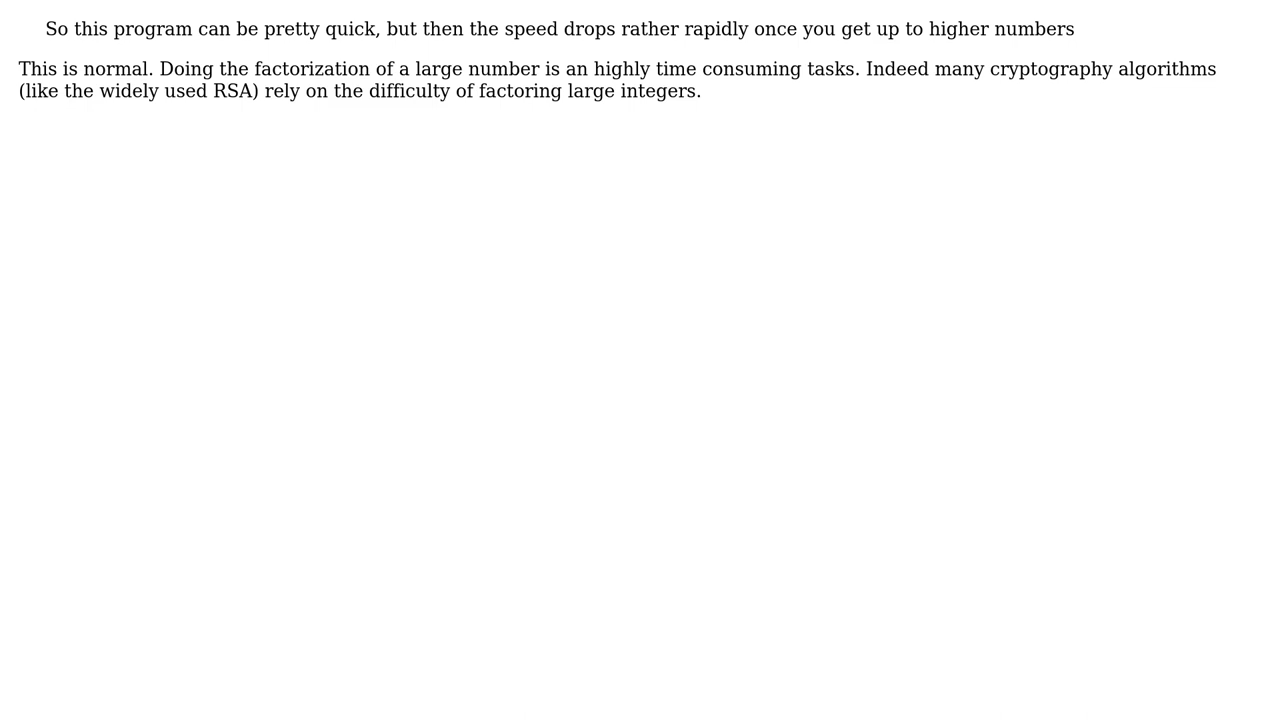 So this program can be pretty quick, but then the speed drops rather rapidly once you get up to higher numbers
This is normal. Doing the factorization of a large number is an highly time consuming tasks. Indeed many cryptography algorithms
(like the widely used RSA) rely on the difficulty of factoring large integers.